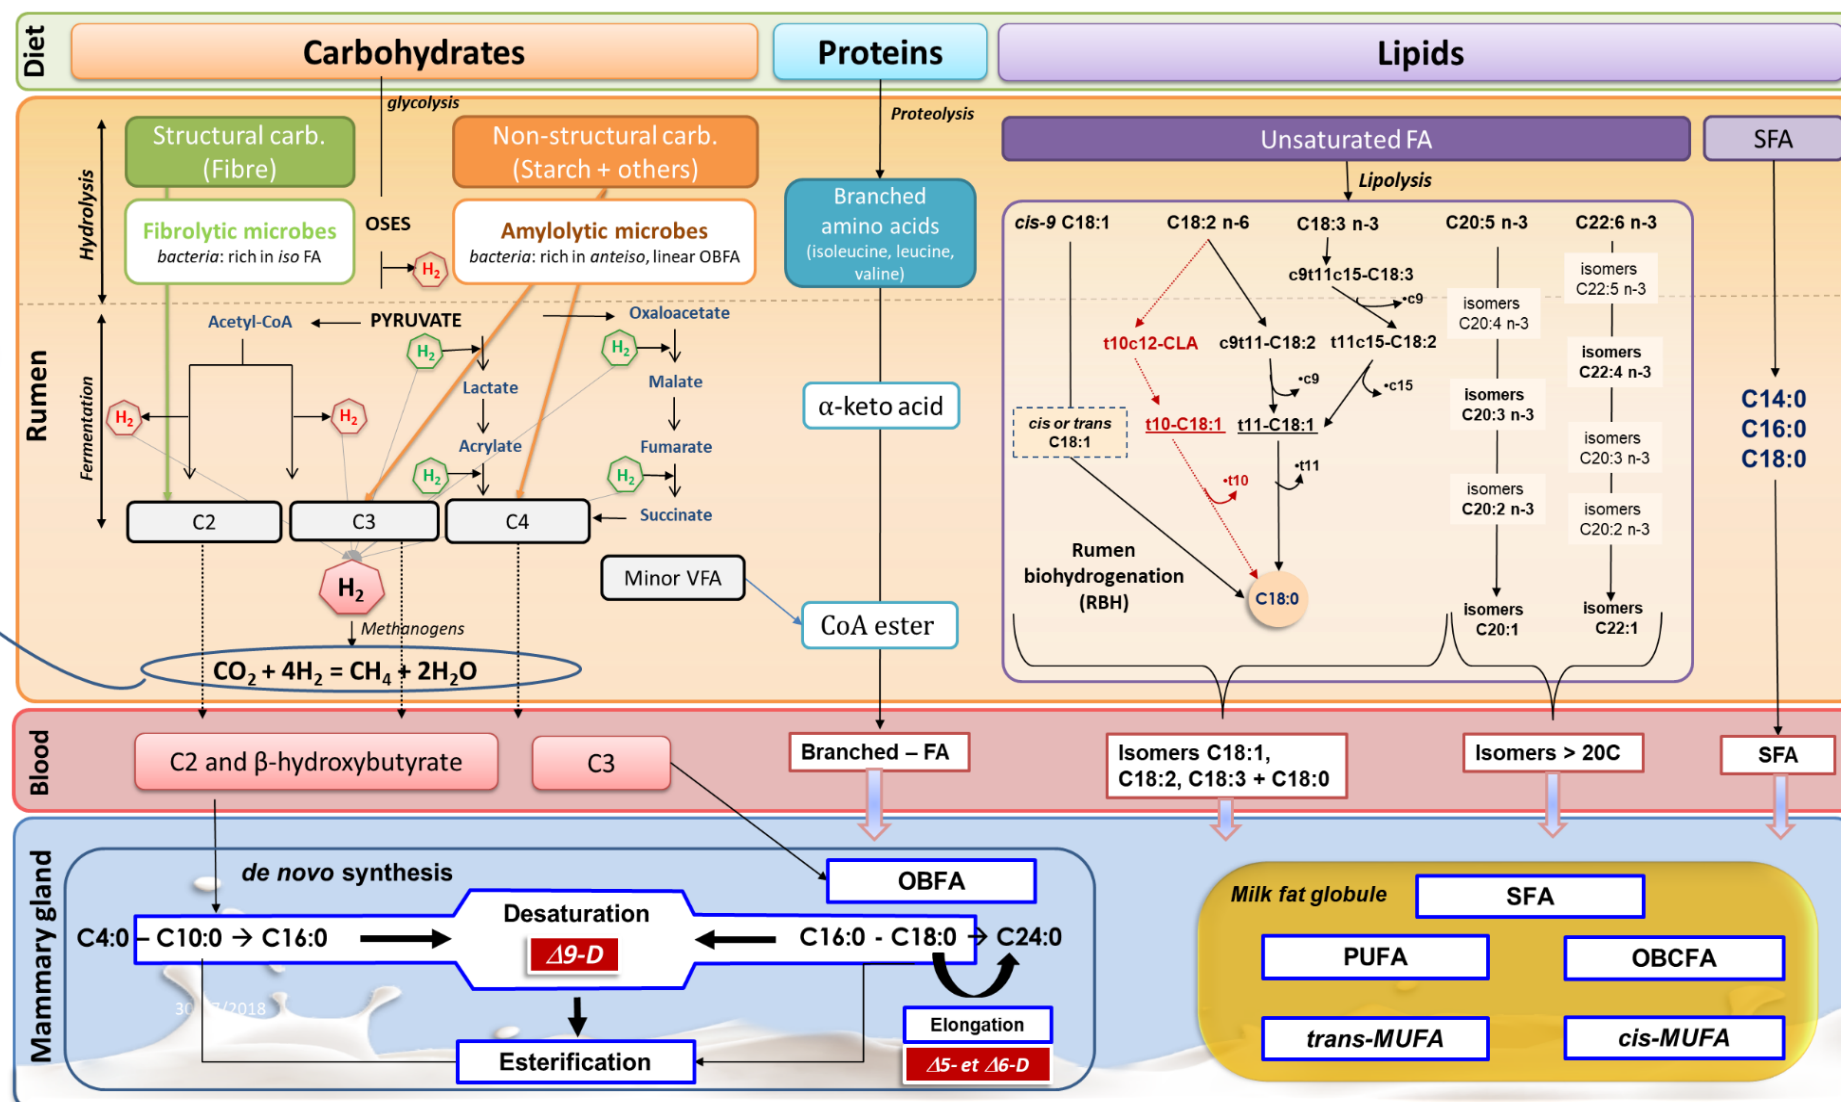 Diet
Carbohydrates
Proteins
Lipids
glycolysis
Proteolysis
Rumen
Hydrolysis
Fermentation
Structural carb.
(Fibre)
Non-structural carb.
(Starch + others)
Unsaturated FA
SFA
Lipolysis
Fibrolytic microbes
bacteria: rich in iso FA
OSES
H2
Amylolytic microbes
bacteria: rich in anteiso, linear OBFA
Branched
amino acids
(isoleucine, leucine,
valine)
cis-9 C18:1
C18:2 n-6
C18:3 n-3
C20:5 n-3
C22:6 n-3
c9t11c15-C18:3
•c9
isomers
C22:5 n-3
isomers
C20:4 n-3
Acetyl-CoA
PYRUVATE
Oxaloacetate
H2
H2
t10c12-CLA
c9t11-C18:2
t11c15-C18:2
isomers
C22:4 n-3
Lactate
Malate
•c9
•c15
H2
H2
α-keto acid
cis or trans
C18:1
t10-C18:1
t11-C18:1
isomers
C20:3 n-3
C14:0
C16:0
C18:0
Acrylate
Fumarate
isomers
C20:3 n-3
H2
H2
•t10
•t11
isomers
C20:2 n-3
isomers
C20:2 n-3
C2
C3
C4
Succinate
H2
Minor VFA
Rumen
biohydrogenation
(RBH)
C18:0
isomers
C20:1
isomers
C22:1
Methanogens
CoA ester
CO2 + 4H2 = CH4 + 2H2O
Blood
C2 and β-hydroxybutyrate
C3
Branched – FA
Isomers C18:1,
C18:2, C18:3 + C18:0
Isomers > 20C
SFA
Mammary gland
de novo synthesis
OBFA
Desaturation
Δ9-D
C4:0 – C10:0 → C16:0
C16:0 - C18:0 → C24:0
Elongation
Δ5- et Δ6-D
Esterification
Milk fat globule
SFA
PUFA
OBCFA
trans-MUFA
cis-MUFA
/2018